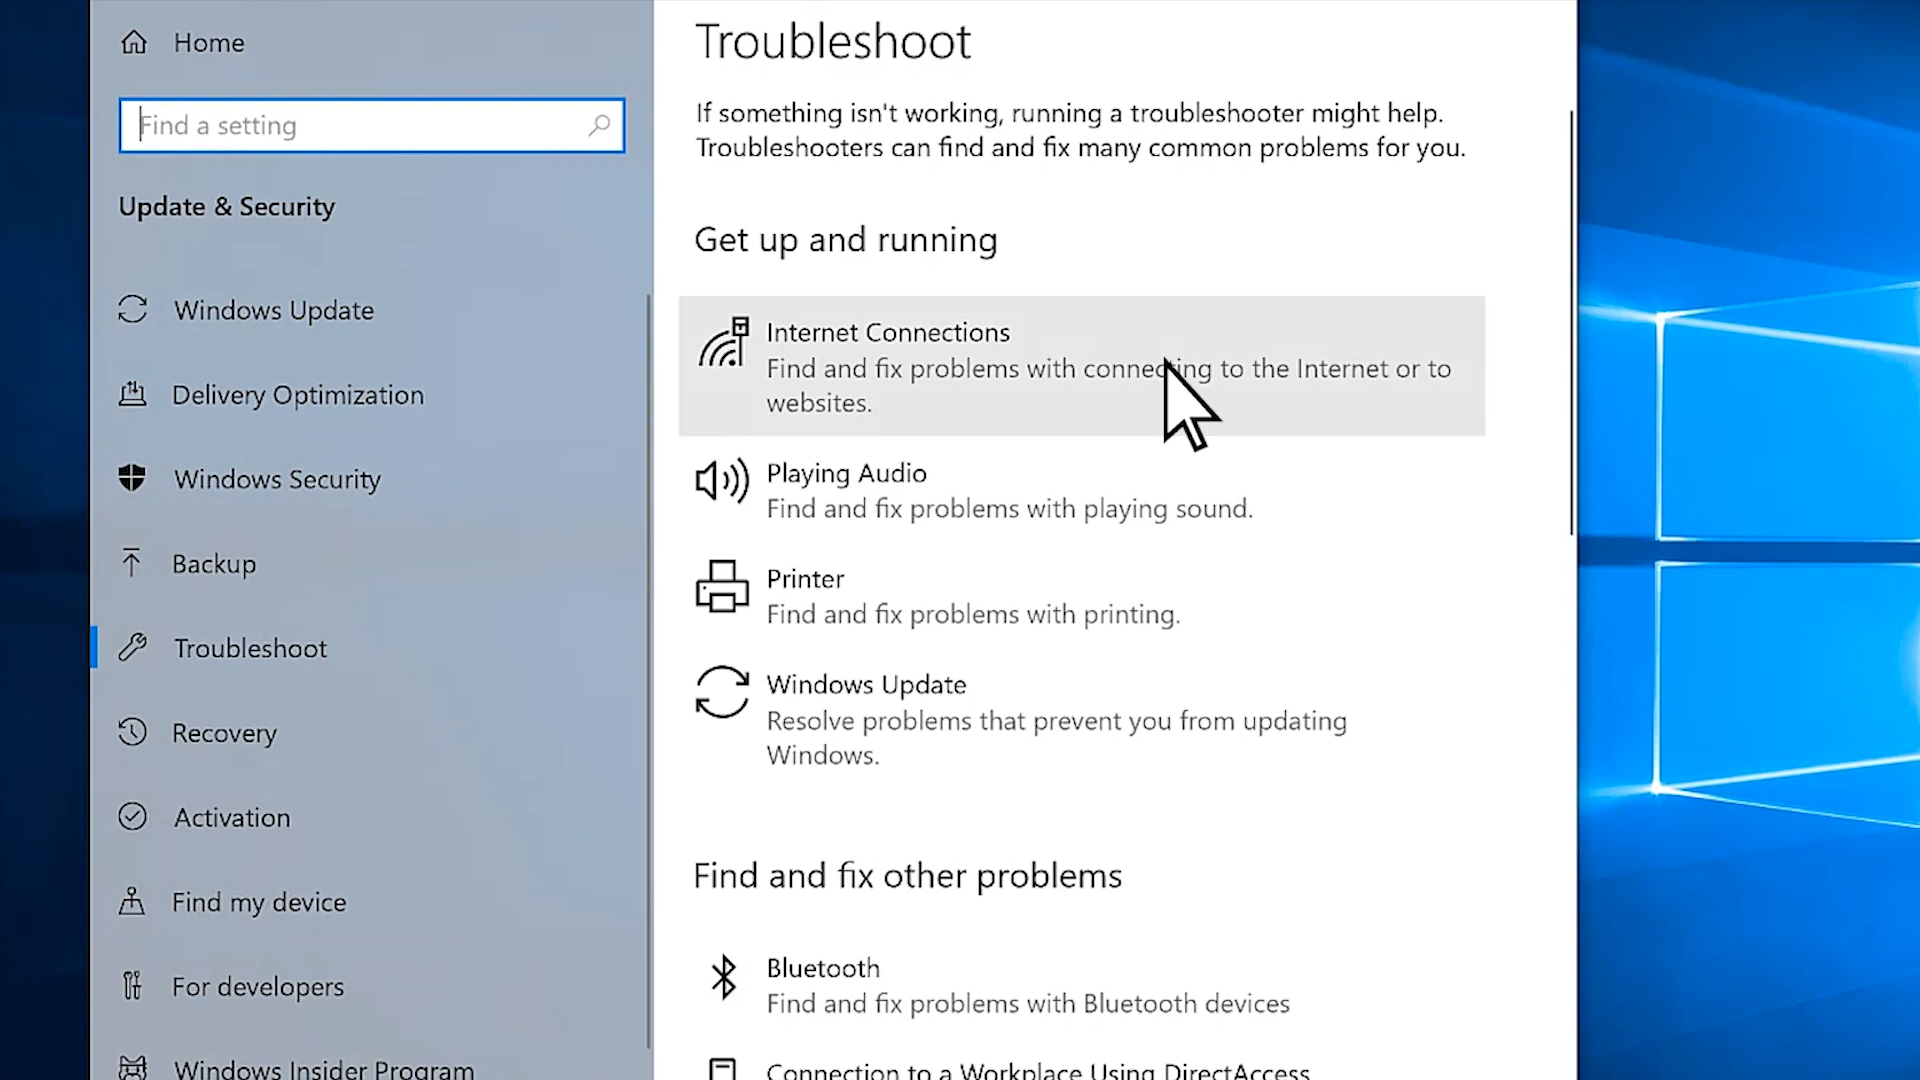 Home
Find a setting
Update & Security
Windows Update
Delivery Optimization
Windows Security
Backup
Troubleshoot
Recovery
Activation
Find my device
For developers
Windows Insider Program
Troubleshoot
If something isn't working, running a troubleshooter might help.
Troubleshooters can find and fix many common problems for you.
Get up and running
Internet Connections
Find and fix problems with connecting to the Internet or to
websites.
Playing Audio
Find and fix problems with playing sound.
Printer
Find and fix problems with printing.
Windows Update
Resolve problems that prevent you from updating
Windows.
Find and fix other problems
Bluetooth
Find and fix problems with Bluetooth devices
Connection to a Workplace Using DirectAccess